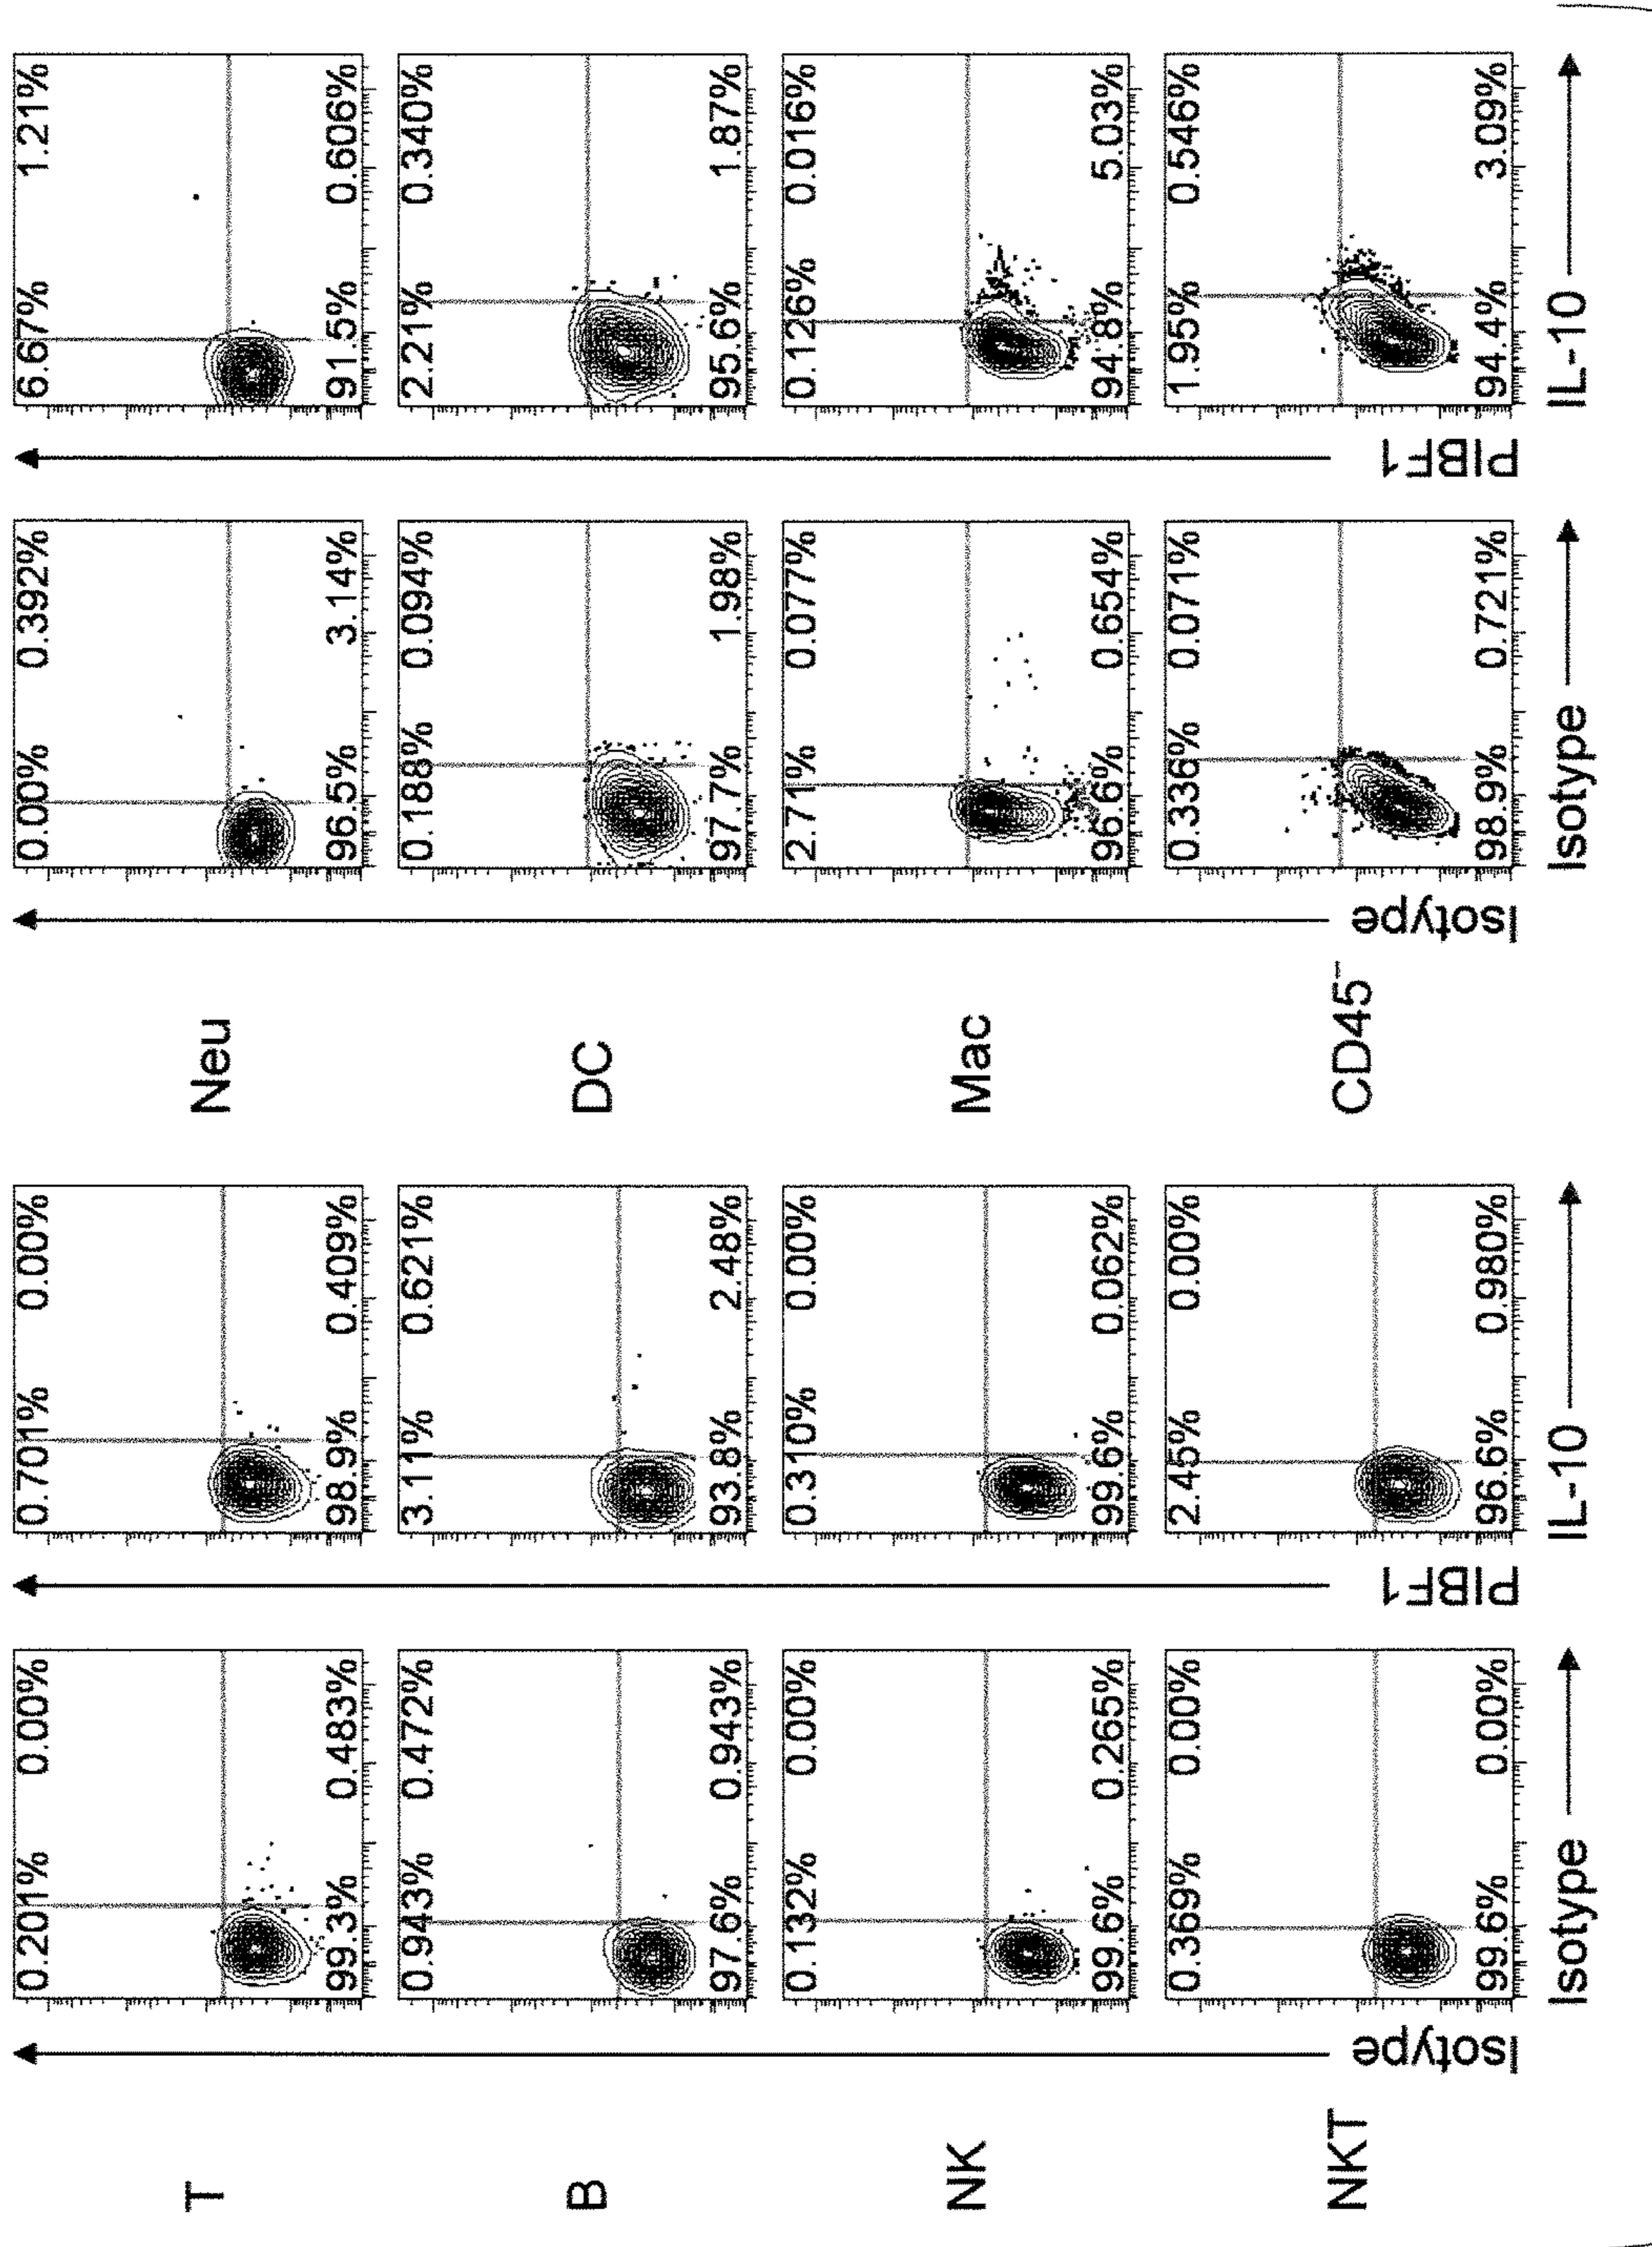 0.201% 0.00% 0.701% 0.00% 0.00% 0.392% 6.67% 1.21%
T Neu
99.3% 0.483% 98.9% 0.409% 96.5% 3.14% 91.5% 0.606%
0.943% 0.472% 3.11% 0.621% 0.188% 0.094% 2.21% 0.340%
B DC
97.6% 0.943% 93.8% 2.48% 97.7% 1.98% 95.6% 1.87%
0.132% 0.00% 0.310% 0.00% 2.71% 0.077% 0.126% 0.016%
NK Mac
99.6% 0.265% 99.6% 0.062% 96.6% 0.654% 94.8% 5.03%
0.369% 0.00% 2.45% 0.00% 0.336% 0.071% 1.95% 0.546%
NKT CD45⁻
99.6% 0.00% 96.6% 0.980% 98.9% 0.721% 94.4% 3.09%
Isotype PIBF1 Isotype PIBF1
Isotype IL-10 Isotype IL-10